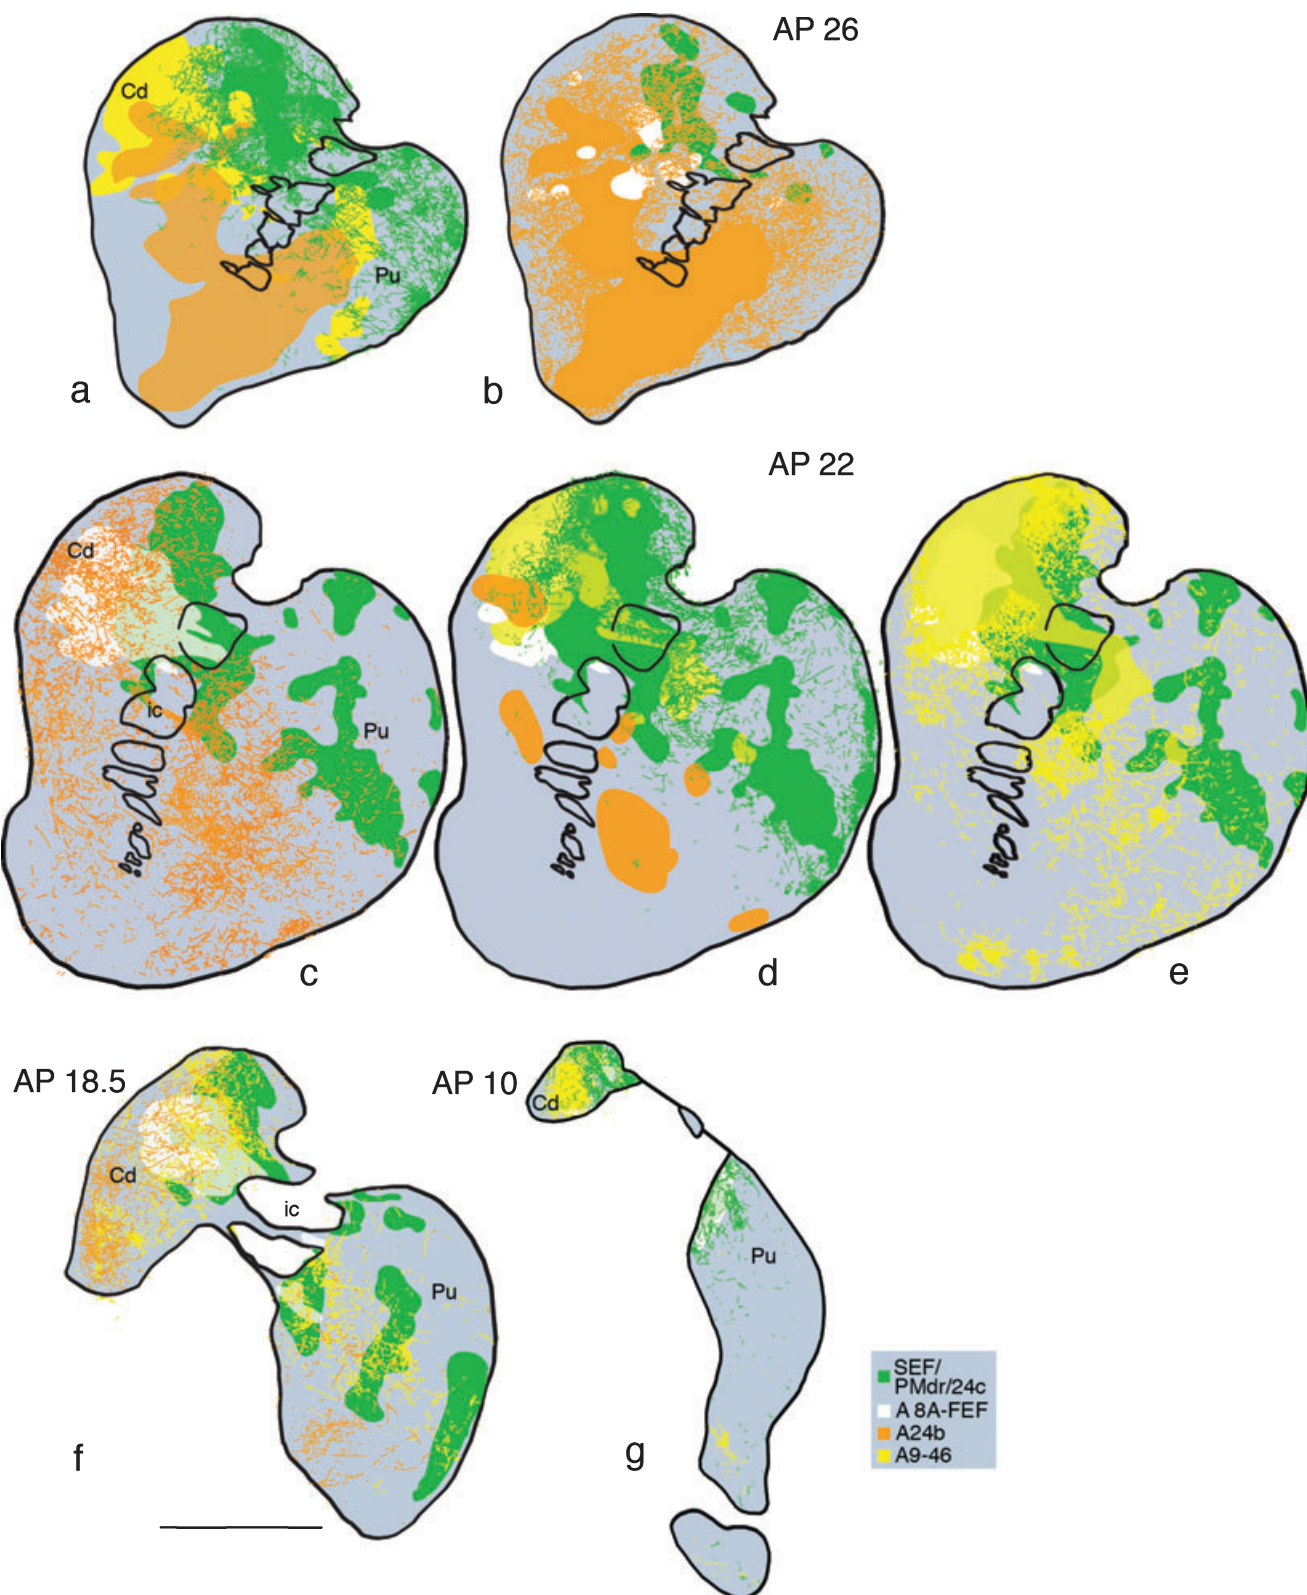 AP 26
Cd
Pu
a
b
AP 22
Cd
ic
Pu
c
d
e
AP 18.5
AP 10
Cd
Cd
ic
Pu
Pu
f
g
SEF/
PMdr/24c
A 8A-FEF
A24b
A9-46